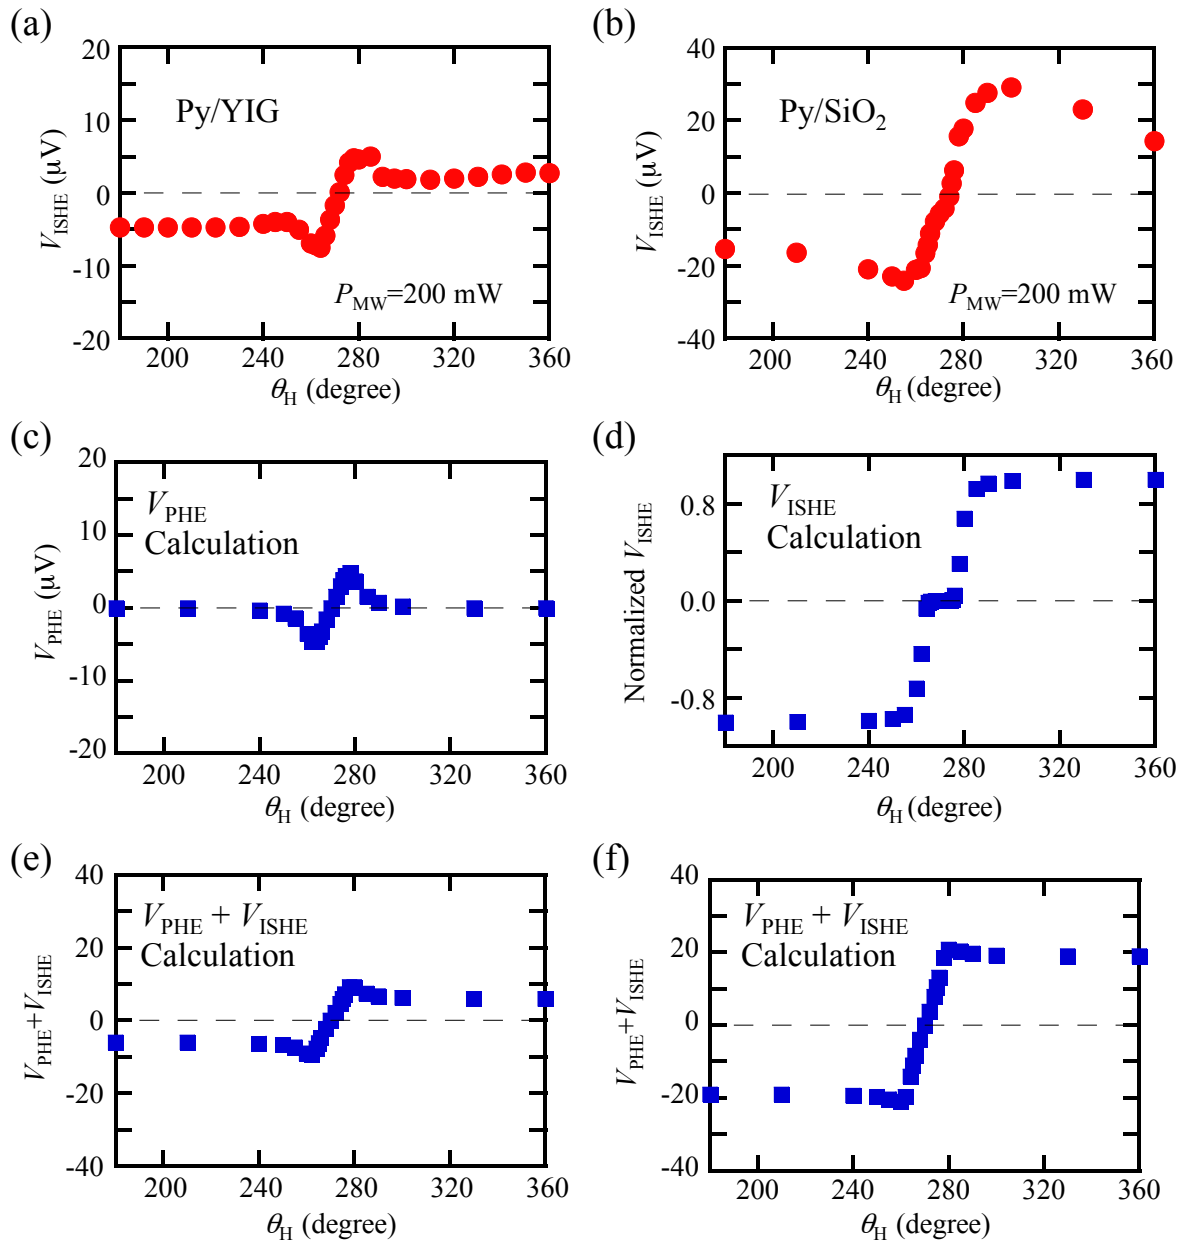 (a)
20
10
0
-10
-20
V_ISHE (μV)
Py/YIG
P_MW=200 mW
200 240 280 320 360
θ_H (degree)
(b)
40
20
0
-20
-40
V_ISHE (μV)
Py/SiO₂
P_MW=200 mW
200 240 280 320 360
θ_H (degree)
(c)
20
10
0
-10
-20
V_PHE (μV)
V_PHE
Calculation
200 240 280 320 360
θ_H (degree)
(d)
0.8
0.0
-0.8
Normalized V_ISHE
V_ISHE
Calculation
200 240 280 320 360
θ_H (degree)
(e)
40
20
0
-20
-40
V_PHE+V_ISHE
V_PHE + V_ISHE
Calculation
200 240 280 320 360
θ_H (degree)
(f)
40
20
0
-20
-40
V_PHE+V_ISHE
V_PHE + V_ISHE
Calculation
200 240 280 320 360
θ_H (degree)